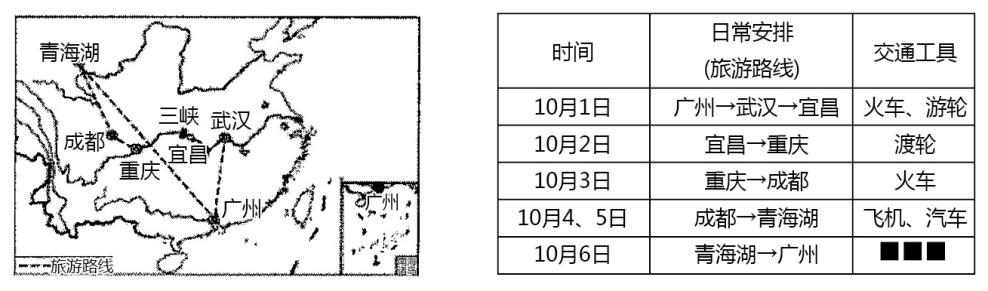 青海湖
三峡
武汉
成都
宜昌
重庆
广州
广州
旅游路线
时间
日常安排
(旅游路线)
交通工具
10月1日
广州→武汉→宜昌
火车、游轮
10月2日
宜昌→重庆
渡轮
10月3日
重庆→成都
火车
10月4、5日
成都→青海湖
飞机、汽车
10月6日
青海湖→广州
■■■